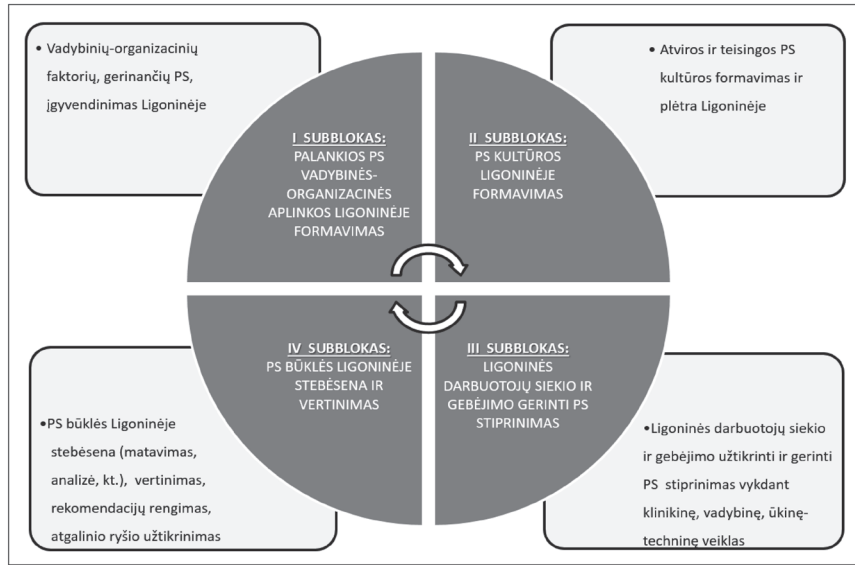 • Vadybinių-organizacinių
faktorių, gerinančių PS,
įgyvendinimas Ligoninėje
• Atviros ir teisingos PS
kultūros formavimas ir
plėtra Ligoninėje
I SUBBLOKAS:
PALANKIOS PS
VADYBINĖS-
ORGANIZACINĖS
APLINKOS LIGONINĖJE
FORMAVIMAS
II SUBBLOKAS:
PS KULTŪROS
LIGONINĖJE
FORMAVIMAS
IV SUBBLOKAS:
PS BŪKLĖS LIGONINĖJE
STEBĖSENA IR
VERTINIMAS
III SUBBLOKAS:
LIGONINĖS
DARBUOTOJŲ SIEKIO IR
GEBĖJIMO GERINTI PS
STIPRINIMAS
•PS būklės Ligoninėje
stebėsena (matavimas,
analizė, kt.), vertinimas,
rekomendacijų rengimas,
atgalinio ryšio užtikrinimas
•Ligoninės darbuotojų siekio
ir gebėjimo užtikrinti ir gerinti
PS stiprinimas vykdant
klinikinę, vadybinę, ūkinę-
techninę veiklas